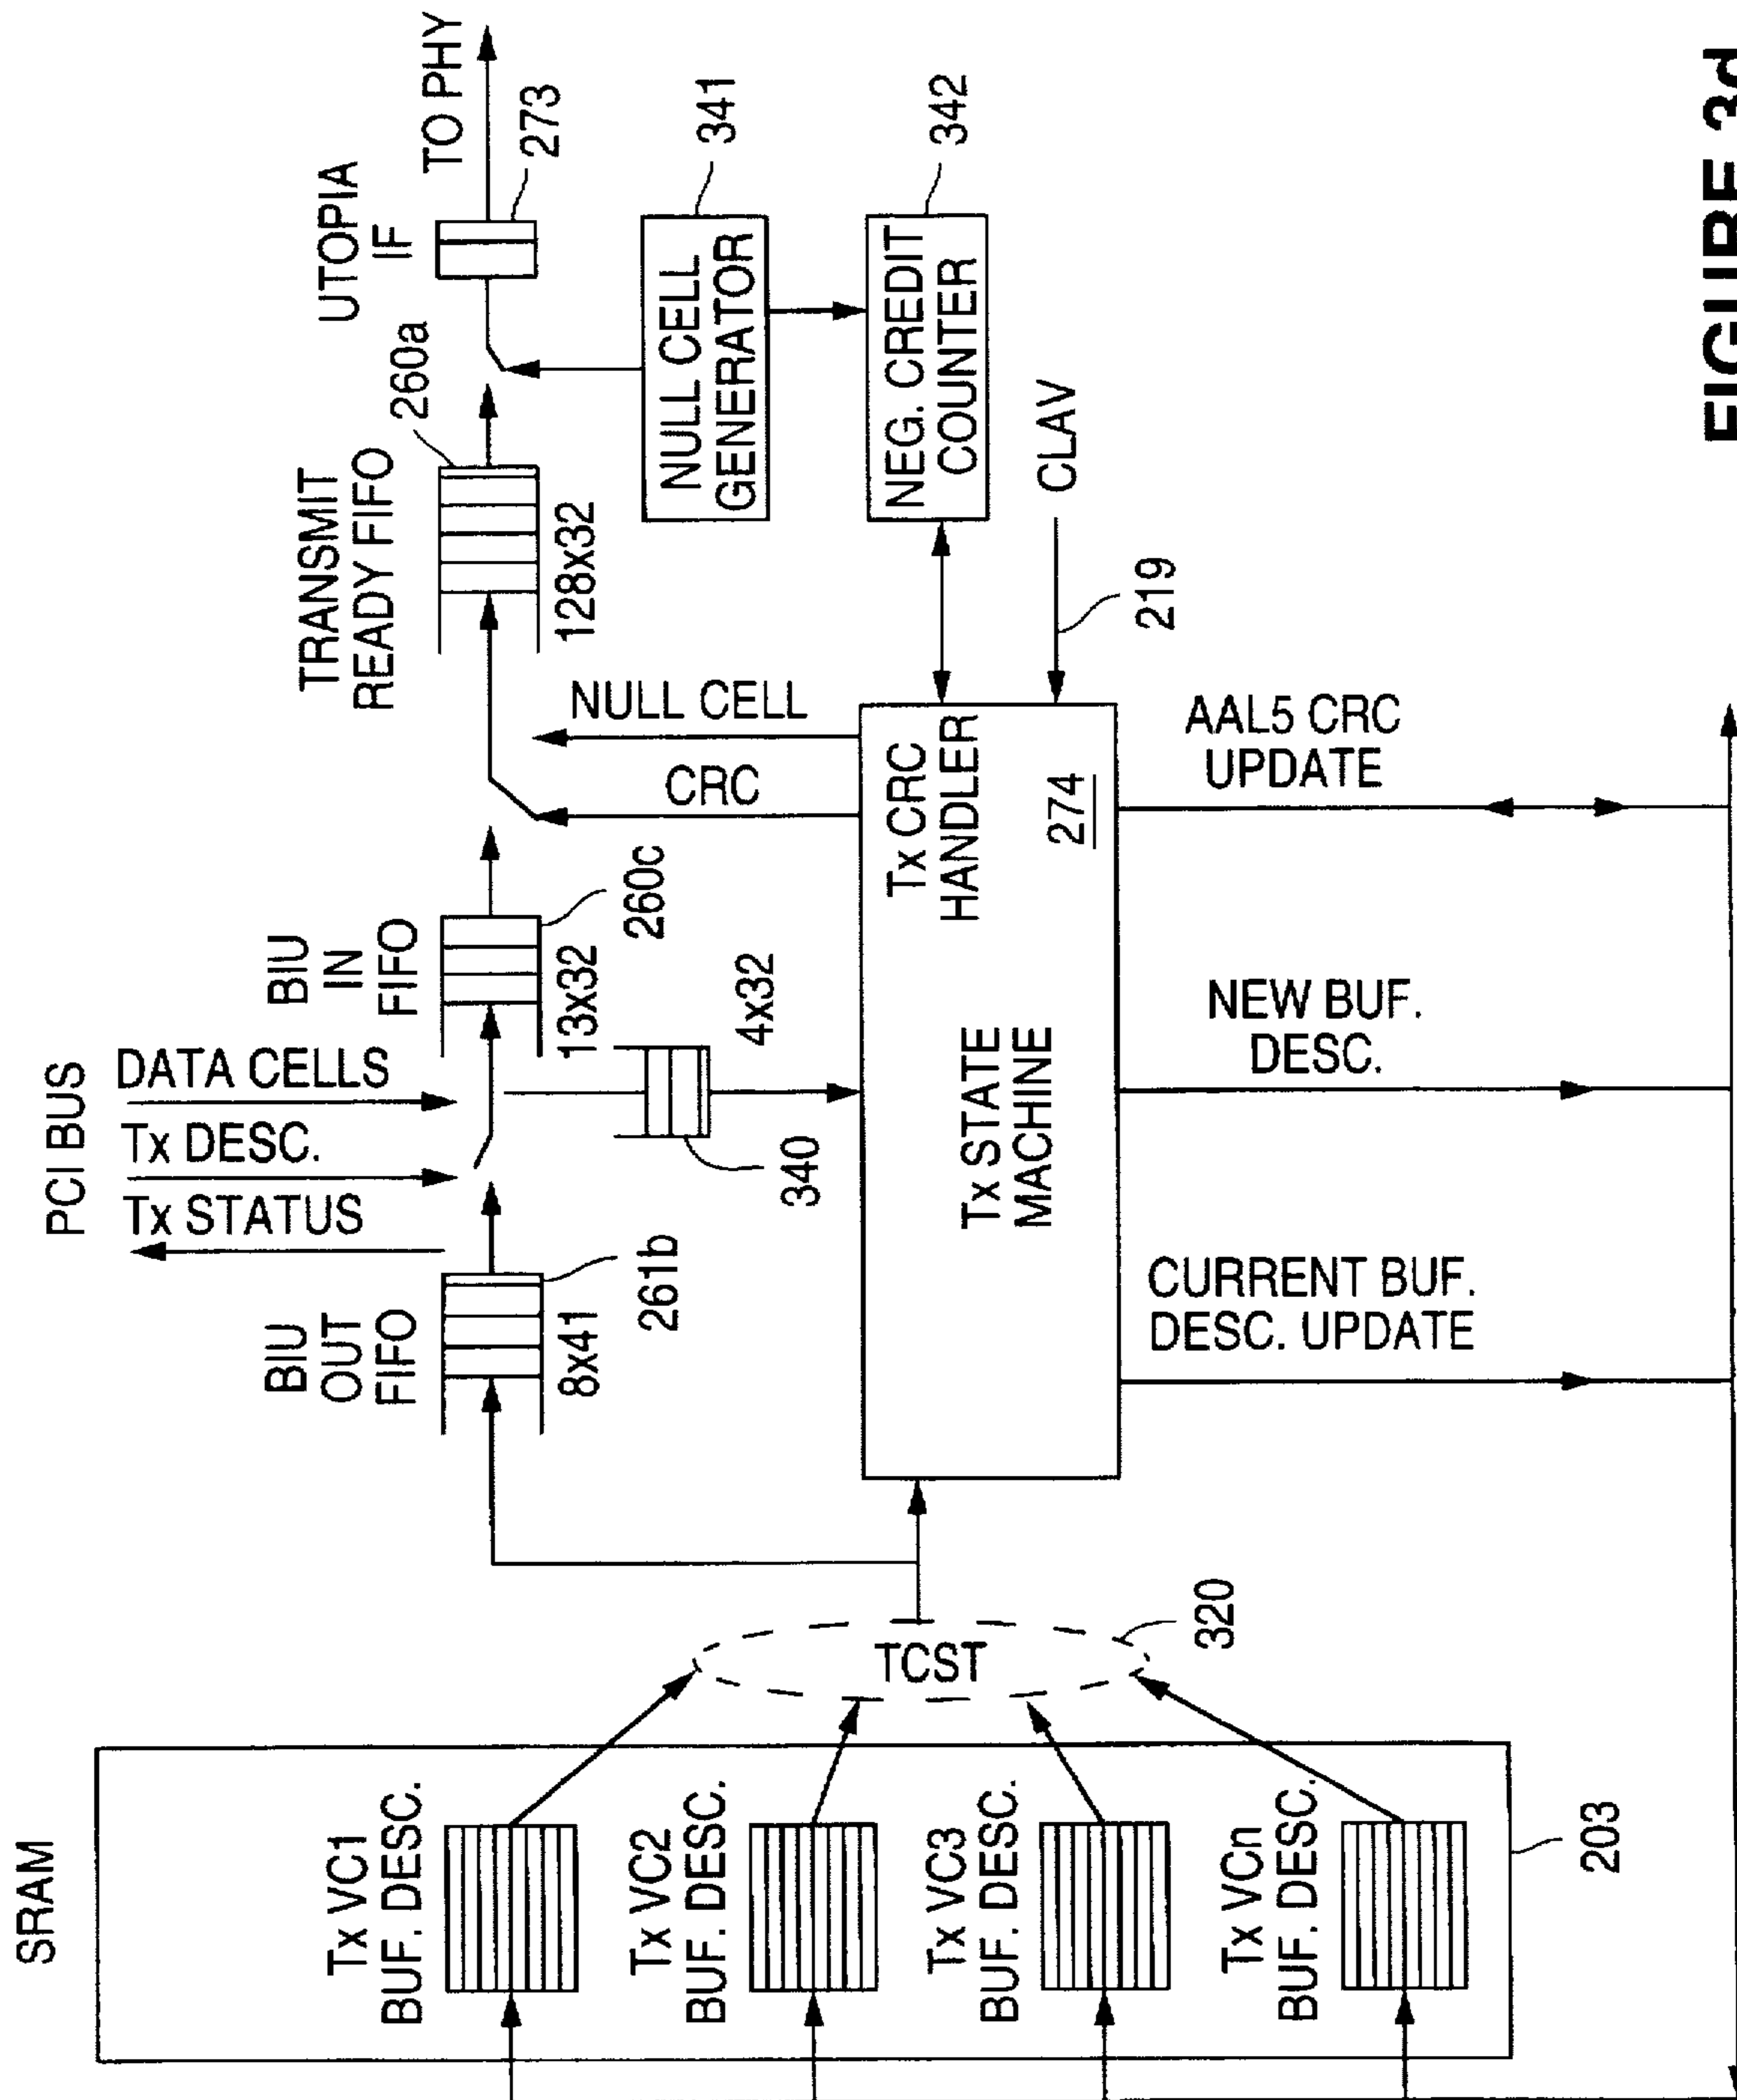 SRAM
Tx VC1
BUF. DESC.
Tx VC2
BUF. DESC.
Tx VC3
BUF. DESC.
Tx VCn
BUF. DESC.
203
TCST
320
PCI BUS
DATA CELLS
Tx DESC.
Tx STATUS
BIU
OUT
FIFO
8x41
261b
BIU
IN
FIFO
13x32
260c
4x32
340
TRANSMIT
READY FIFO
260a
128x32
UTOPIA
IF
TO PHY
273
NULL CELL
GENERATOR
341
NEG. CREDIT
COUNTER
342
CLAV
219
NULL CELL
CRC
Tx CRC
HANDLER
Tx STATE
MACHINE
274
CURRENT BUF.
DESC. UPDATE
NEW BUF.
DESC.
AAL5 CRC
UPDATE
FIGURE 3d